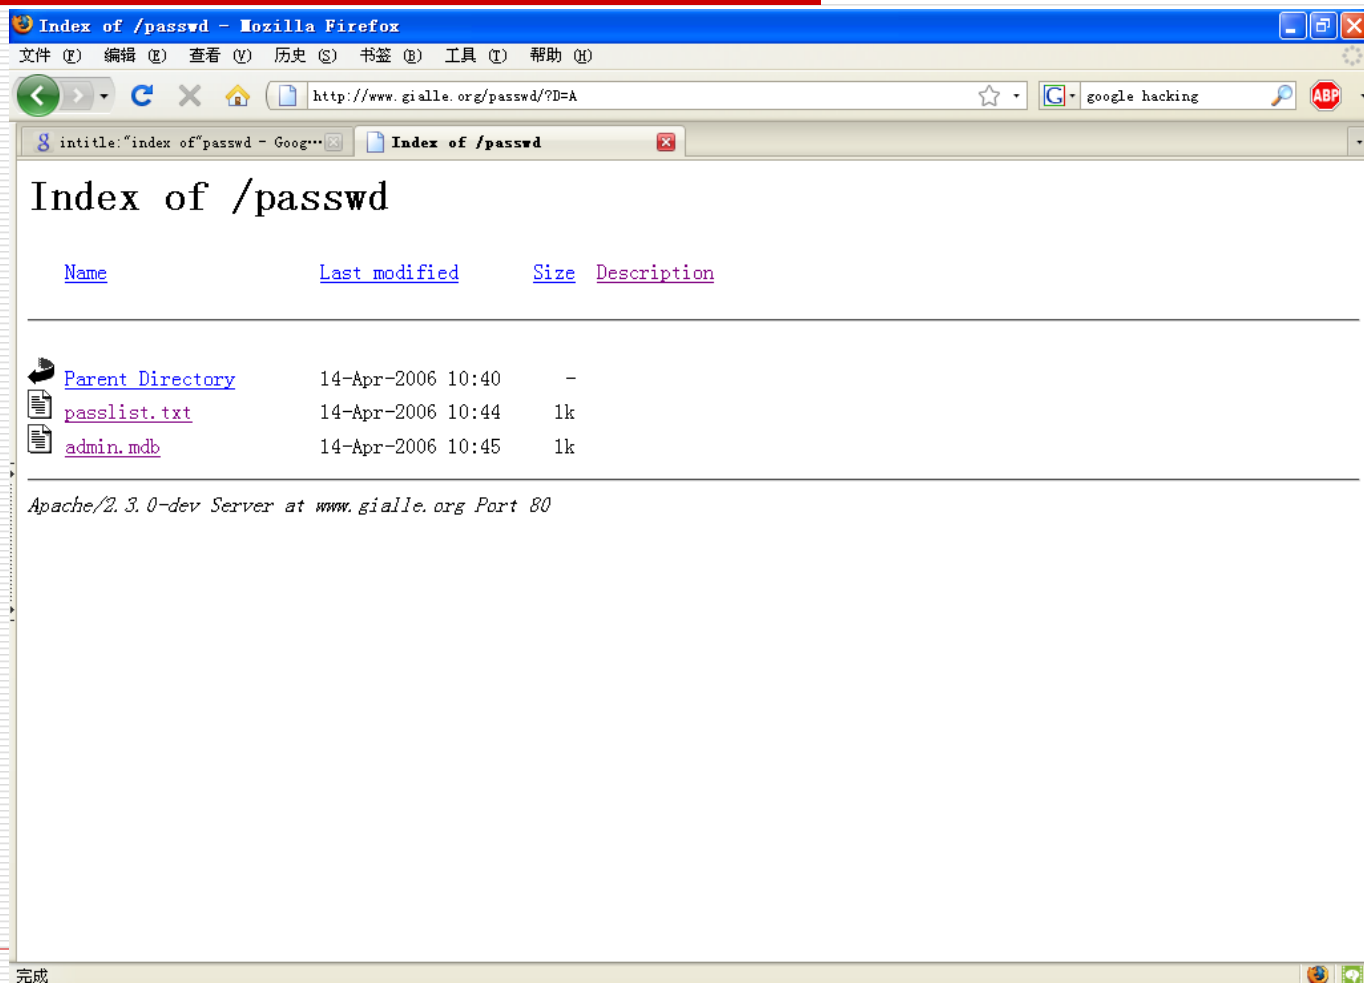 Index of /passwd - Mozilla Firefox
文件 (F) 编辑 (E) 查看 (V) 历史 (S) 书签 (B) 工具 (T) 帮助 (H)
http://www.gialle.org/passwd/?D=A google hacking ABP
intitle:"index of"passwd - Goog... Index of /passwd
Index of /passwd
Name Last modified Size Description
Parent Directory 14-Apr-2006 10:40 -
passlist.txt 14-Apr-2006 10:44 1k
admin.mdb 14-Apr-2006 10:45 1k
Apache/2.3.0-dev Server at www.gialle.org Port 80
完成